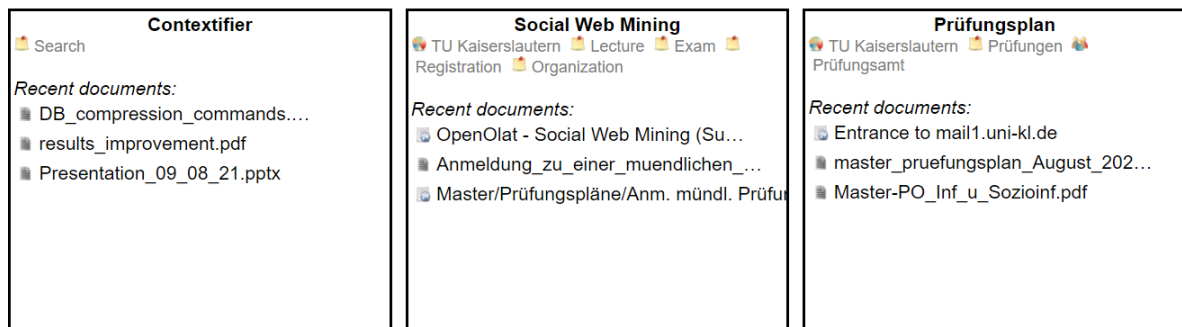 Contextifier
Search
Recent documents:
DB_compression_commands.…
results_improvement.pdf
Presentation_09_08_21.pptx
Social Web Mining
TU Kaiserslautern Lecture Exam
Registration Organization
Recent documents:
OpenOlat - Social Web Mining (Su…
Anmeldung_zu_einer_muendlichen_…
Master/Prüfungspläne/Anm. mündl. Prüfu
Prüfungsplan
TU Kaiserslautern Prüfungen
Prüfungsamt
Recent documents:
Entrance to mail1.uni-kl.de
master_pruefungsplan_August_202…
Master-PO_Inf_u_Sozioinf.pdf